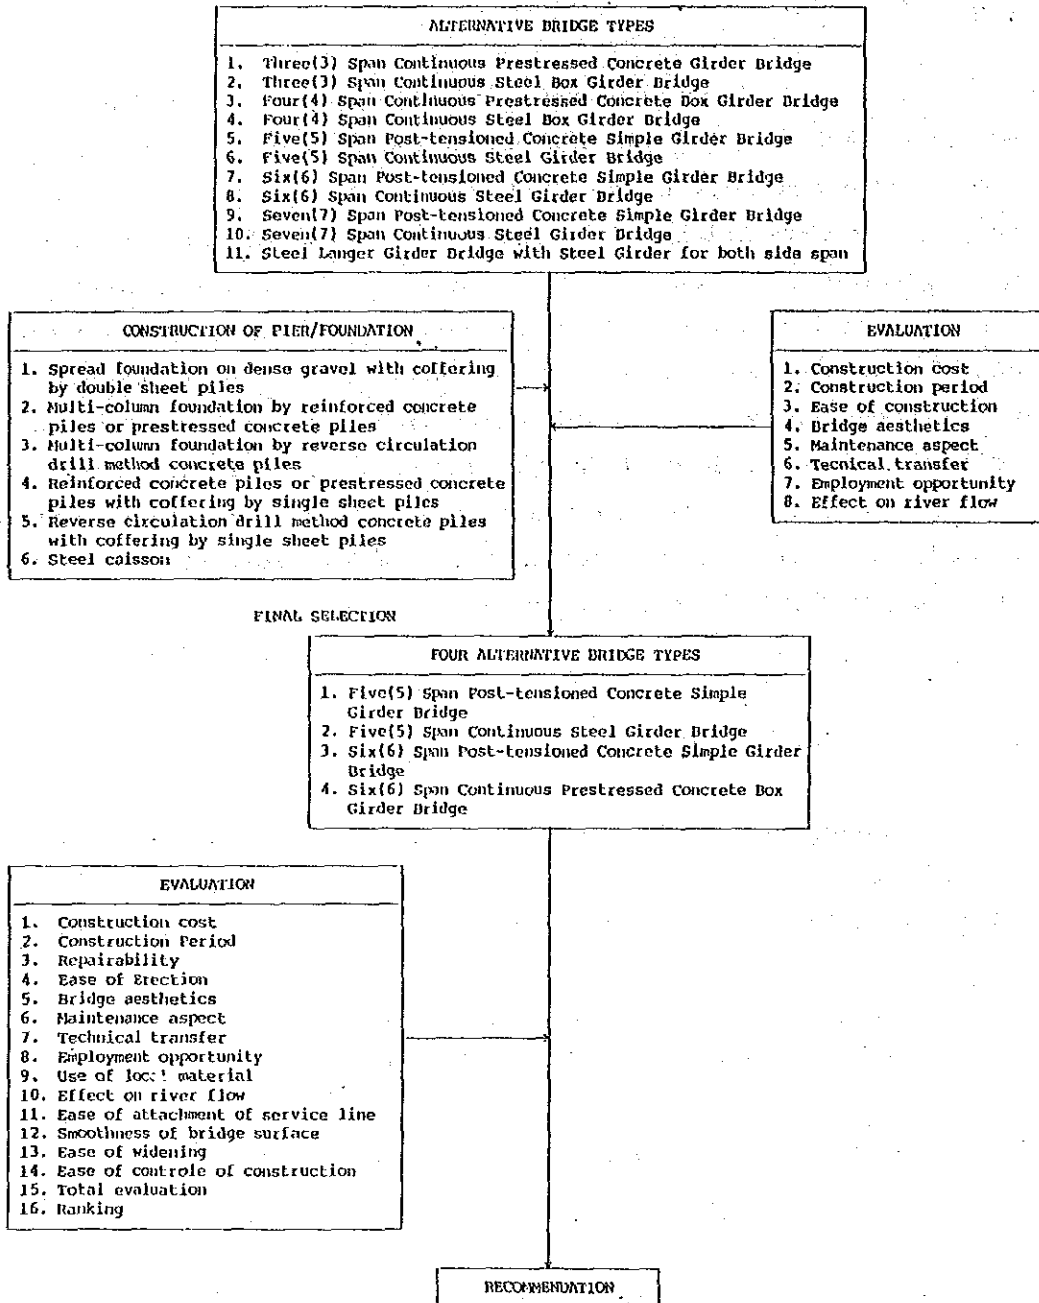 ALTERNATIVE BRIDGE TYPES
1. Three(3) Span Continuous Prestressed Concrete Girder Bridge
2. Three(3) Span Continuous Steel Box Girder Bridge
3. Four(4) Span Continuous Prestressed Concrete Box Girder Bridge
4. Four(4) Span Continuous Steel Box Girder Bridge
5. Five(5) Span Post-tensioned Concrete Simple Girder Bridge
6. Five(5) Span Continuous Steel Girder Bridge
7. Six(6) Span Post-tensioned Concrete Simple Girder Bridge
8. Six(6) Span Continuous Steel Girder Bridge
9. Seven(7) Span Post-tensioned Concrete Simple Girder Bridge
10. Seven(7) Span Continuous Steel Girder Bridge
11. Steel Langer Girder Bridge with Steel Girder for both side span
CONSTRUCTION OF PIER/FOUNDATION
1. Spread foundation on dense gravel with coffering
by double sheet piles
2. Multi-column foundation by reinforced concrete
piles or prestressed concrete piles
3. Multi-column foundation by reverse circulation
drill method concrete piles
4. Reinforced concrete piles or prestressed concrete
piles with coffering by single sheet piles
5. Reverse circulation drill method concrete piles
with coffering by single sheet piles
6. Steel caisson
EVALUATION
1. Construction cost
2. Construction period
3. Ease of construction
4. Bridge aesthetics
5. Maintenance aspect
6. Tecnical transfer
7. Employment opportunity
8. Effect on river flow
FINAL SELECTION
FOUR ALTERNATIVE BRIDGE TYPES
1. Five(5) Span Post-tensioned Concrete Simple
Girder Bridge
2. Five(5) Span Continuous Steel Girder Bridge
3. Six(6) Span Post-tensioned Concrete Simple Girder
Bridge
4. Six(6) Span Continuous Prestressed Concrete Box
Girder Bridge
EVALUATION
1. Construction cost
2. Construction Period
3. Repairability
4. Ease of Erection
5. Bridge aesthetics
6. Maintenance aspect
7. Technical transfer
8. Employment opportunity
9. Use of local material
10. Effect on river flow
11. Ease of attachment of service line
12. Smoothness of bridge surface
13. Ease of widening
14. Ease of controle of construction
15. Total evaluation
16. Ranking
RECOMMENDATION